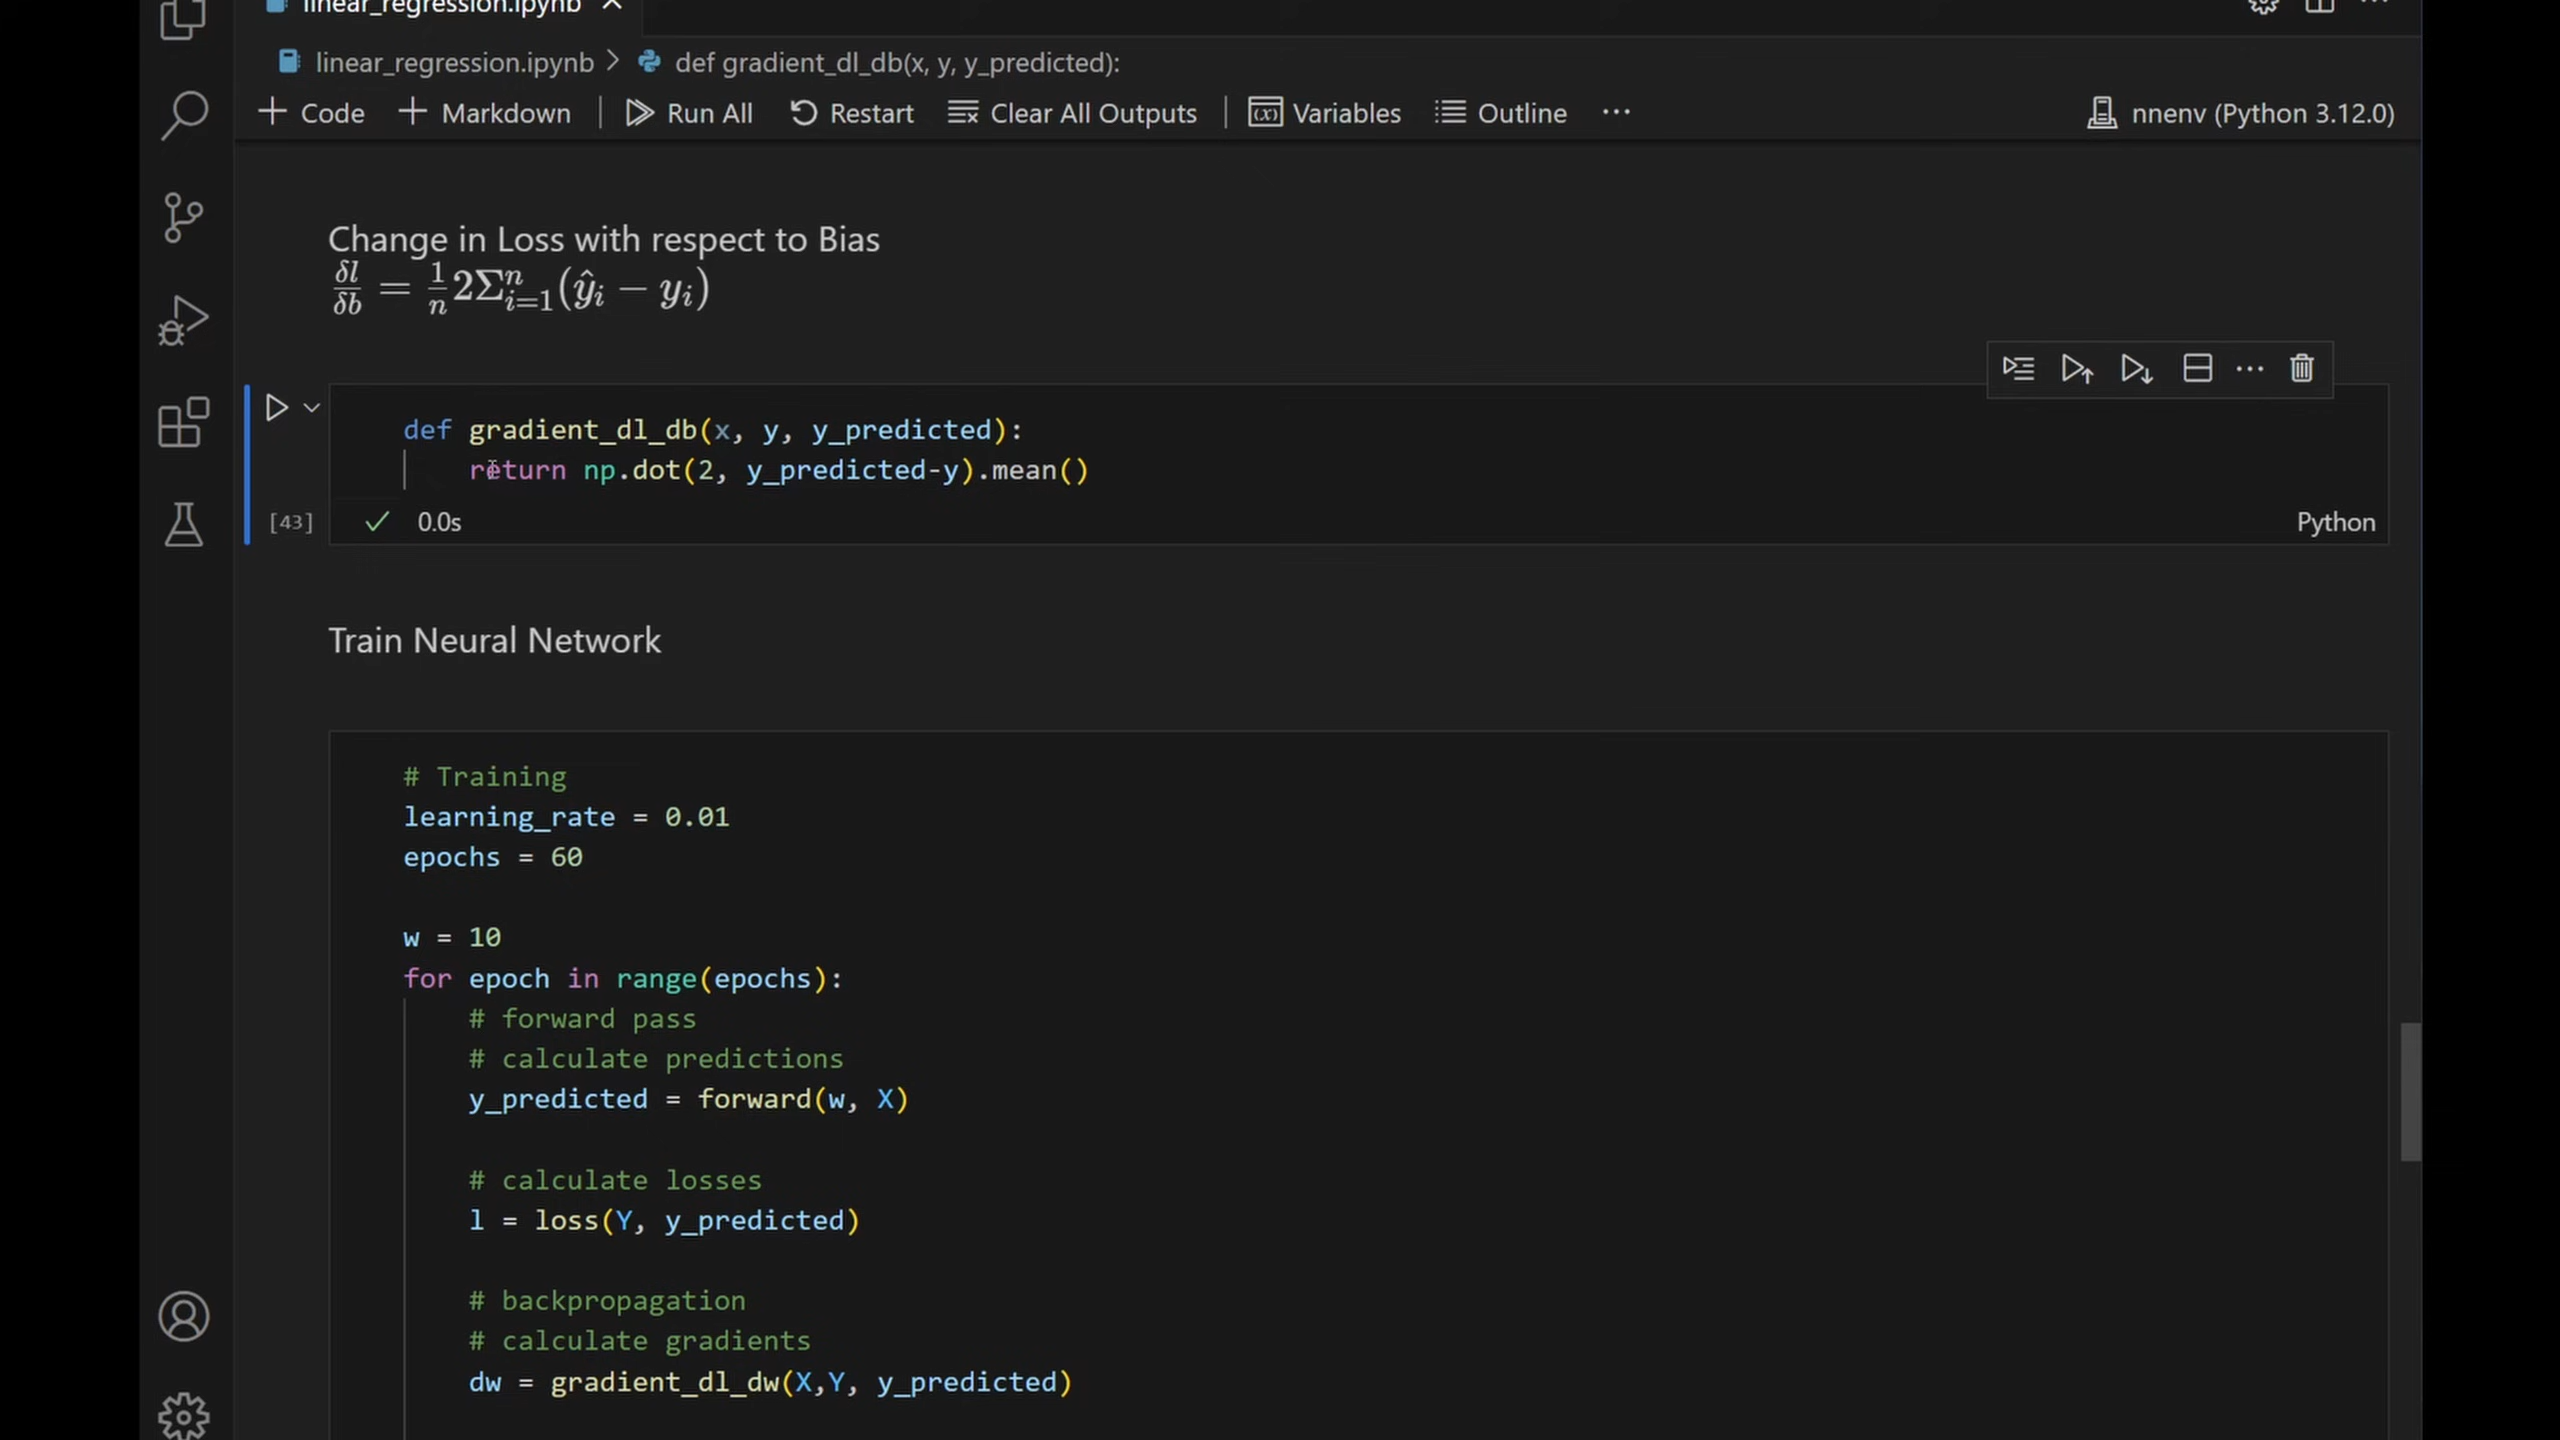 linear_regression.ipynb
linear_regression.ipynb > def gradient_dl_db(x, y, y_predicted):
+ Code + Markdown | Run All Restart Clear All Outputs | Variables Outline ...
nnenv (Python 3.12.0)
Change in Loss with respect to Bias
δl/δb = 1/n 2Σⁿᵢ₌₁(ŷᵢ − yᵢ)
def gradient_dl_db(x, y, y_predicted):
    return np.dot(2, y_predicted-y).mean()
[43] ✓ 0.0s
Python
Train Neural Network
# Training
learning_rate = 0.01
epochs = 60
w = 10
for epoch in range(epochs):
    # forward pass
    # calculate predictions
    y_predicted = forward(w, X)
    # calculate losses
    l = loss(Y, y_predicted)
    # backpropagation
    # calculate gradients
    dw = gradient_dl_dw(X,Y, y_predicted)